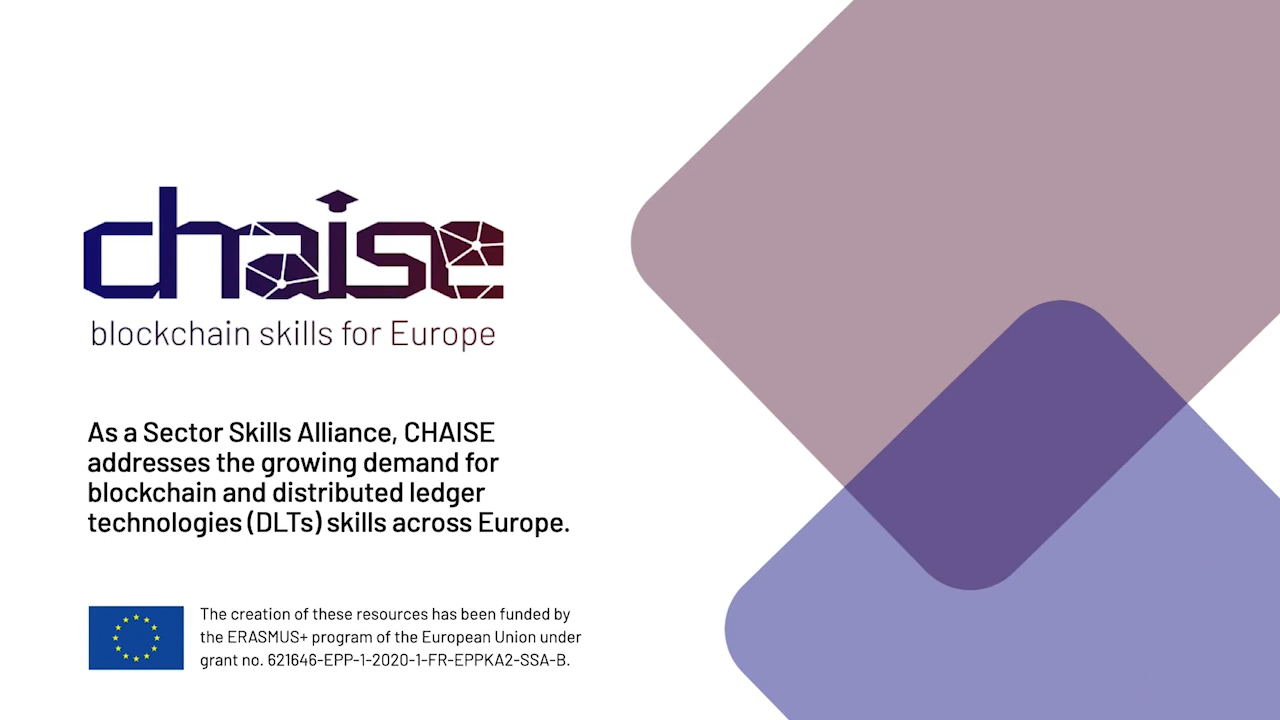 chaise
blockchain skills for Europe
As a Sector Skills Alliance, CHAISE
addresses the growing demand for
blockchain and distributed ledger
technologies (DLTs) skills across Europe.
The creation of these resources has been funded by
the ERASMUS+ program of the European Union under
grant no. 621646-EPP-1-2020-1-FR-EPPKA2-SSA-B.